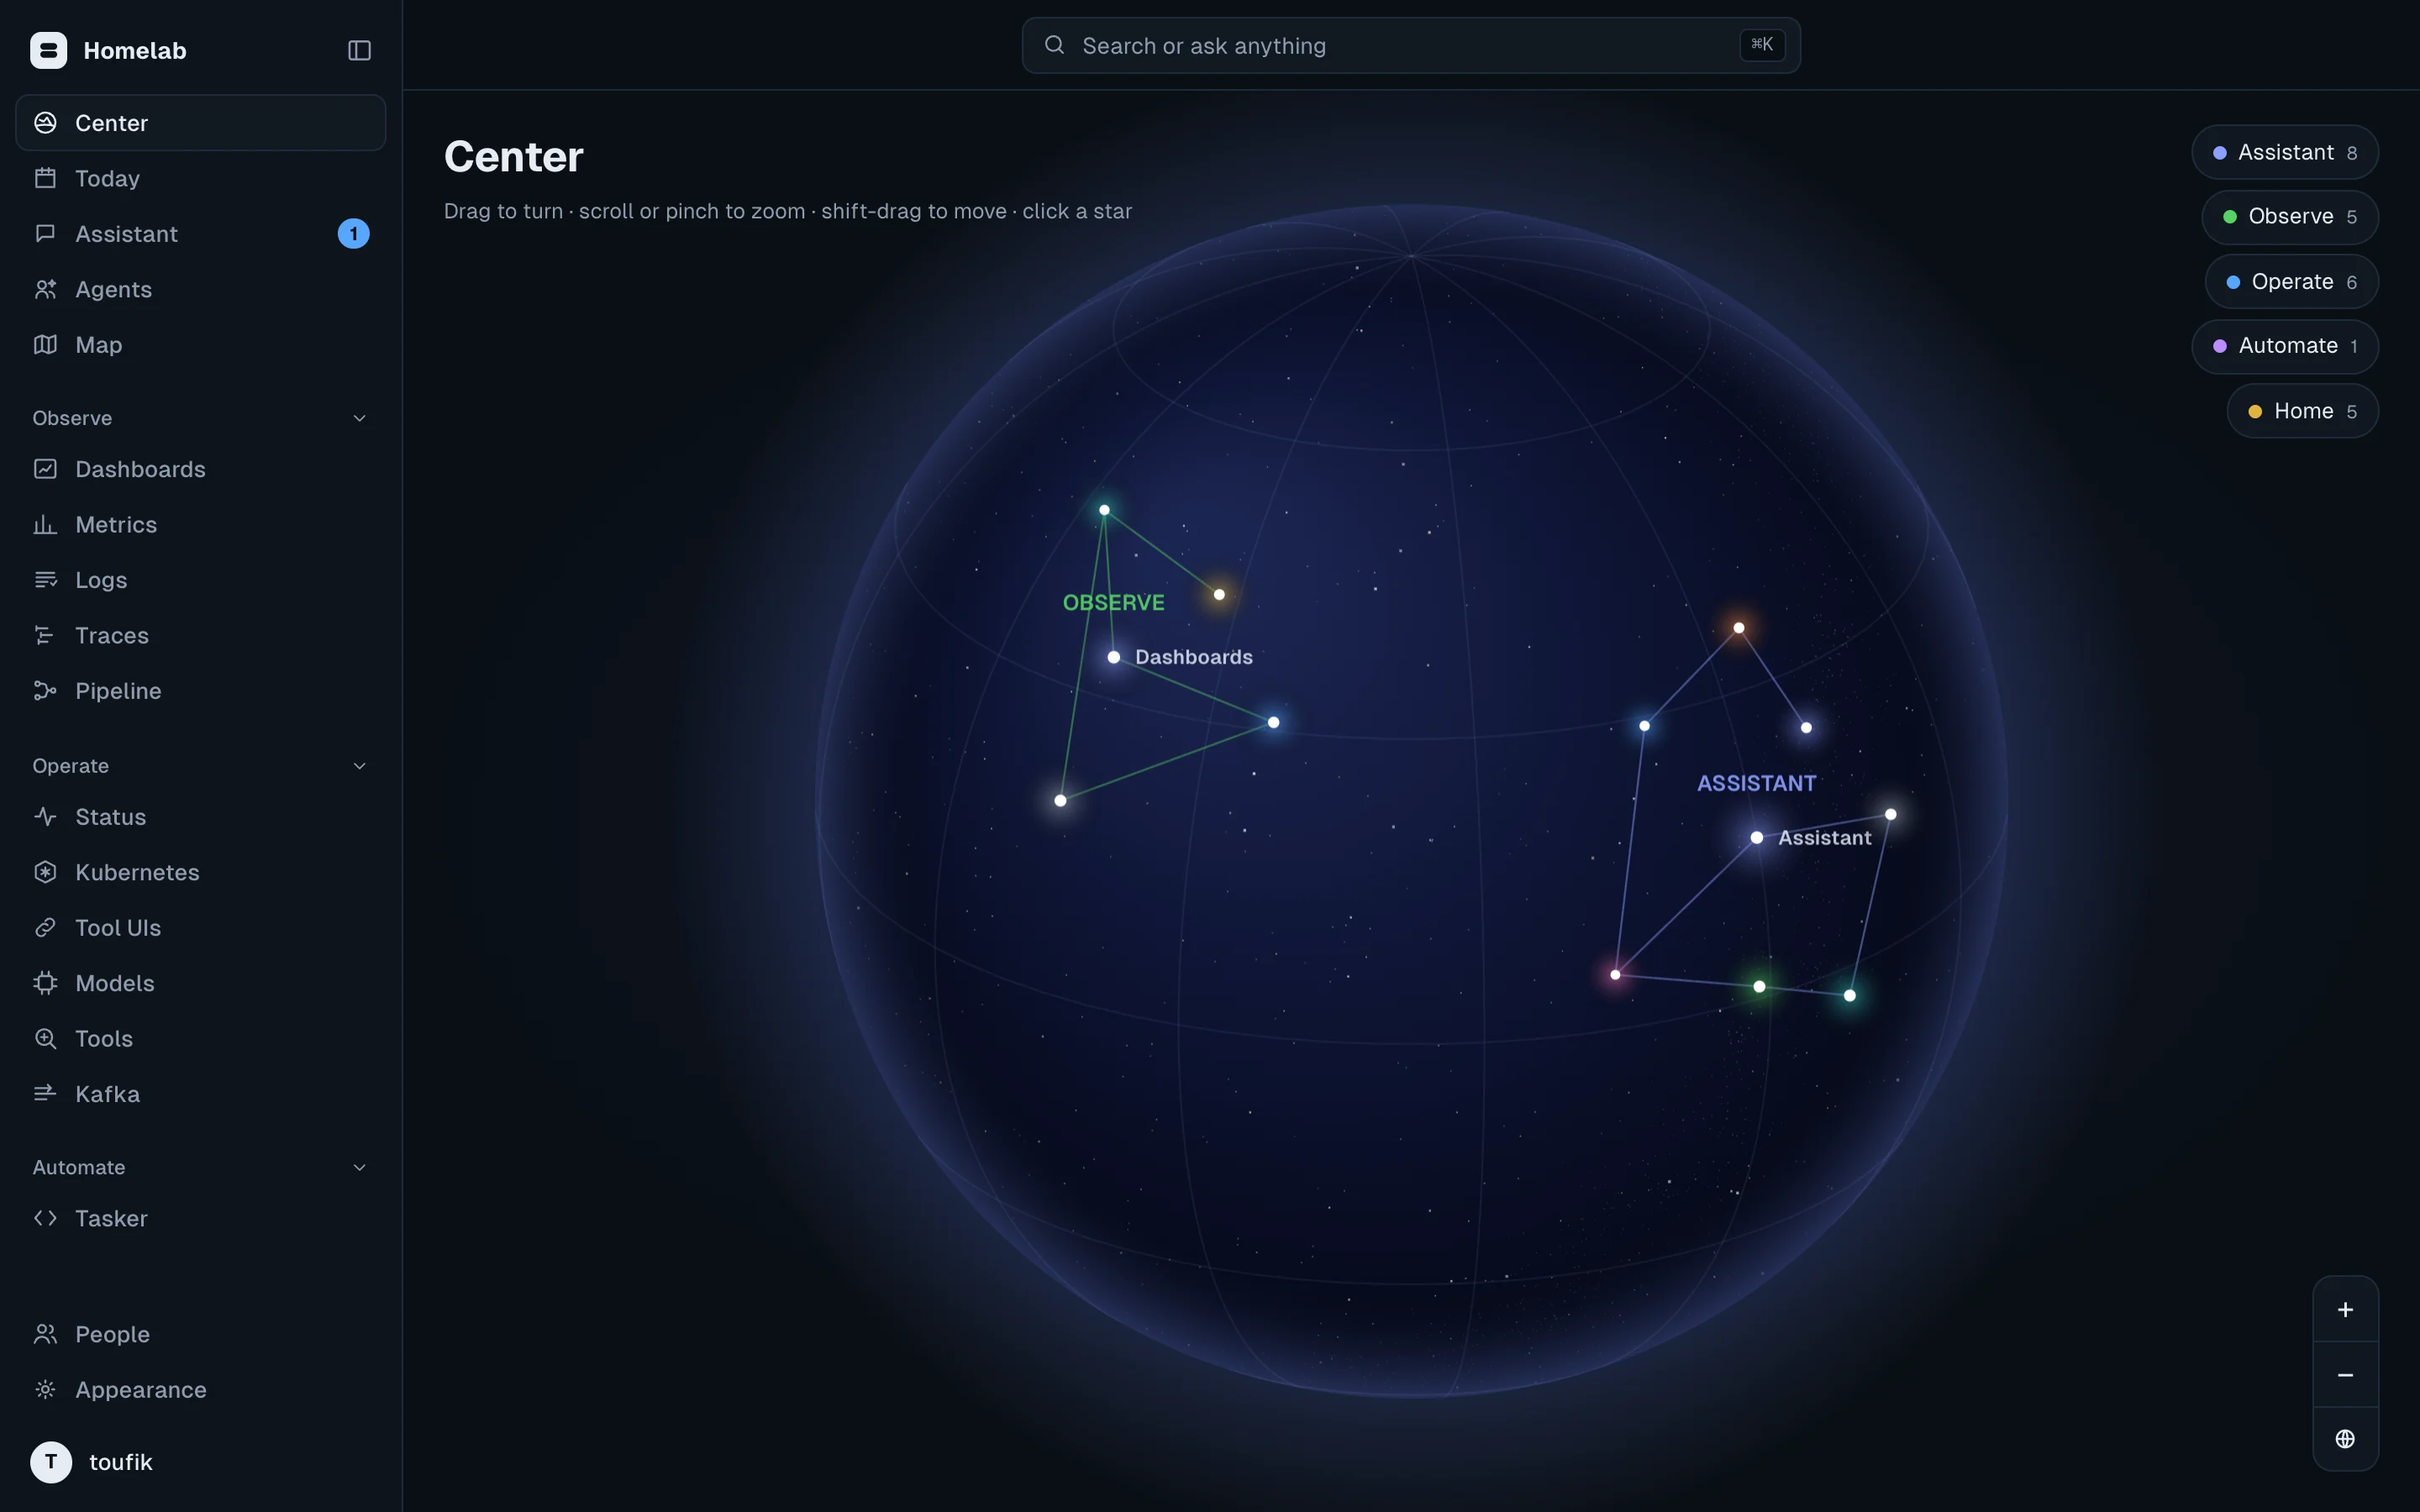 Homelab
Search or ask anything
⌘K
Center
Today
Assistant
1
Agents
Map
Observe
Dashboards
Metrics
Logs
Traces
Pipeline
Operate
Status
Kubernetes
Tool UIs
Models
Tools
Kafka
Automate
Tasker
People
Appearance
T
toufik
Center
Drag to turn · scroll or pinch to zoom · shift-drag to move · click a star
Assistant 8
Observe 5
Operate 6
Automate 1
Home 5
OBSERVE
Dashboards
ASSISTANT
Assistant
+
−